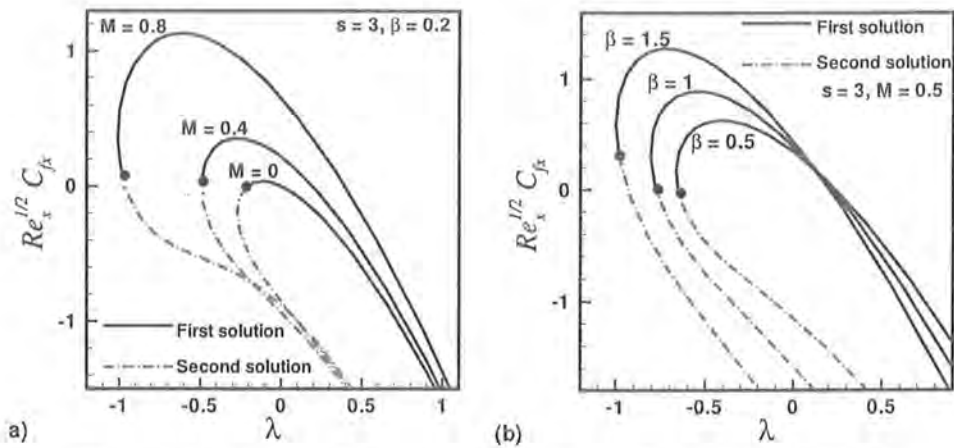 M = 0.8
s = 3, β = 0.2
M = 0.4
M = 0
First solution
Second solution
1
0
-1
-1
-0.5
0
0.5
1
λ
Re_x^{1/2} C_{fx}
a)
First solution
Second solution
s = 3, M = 0.5
β = 1.5
β = 1
β = 0.5
1
0
-1
-1
-0.5
0
0.5
λ
Re_x^{1/2} C_{fx}
(b)